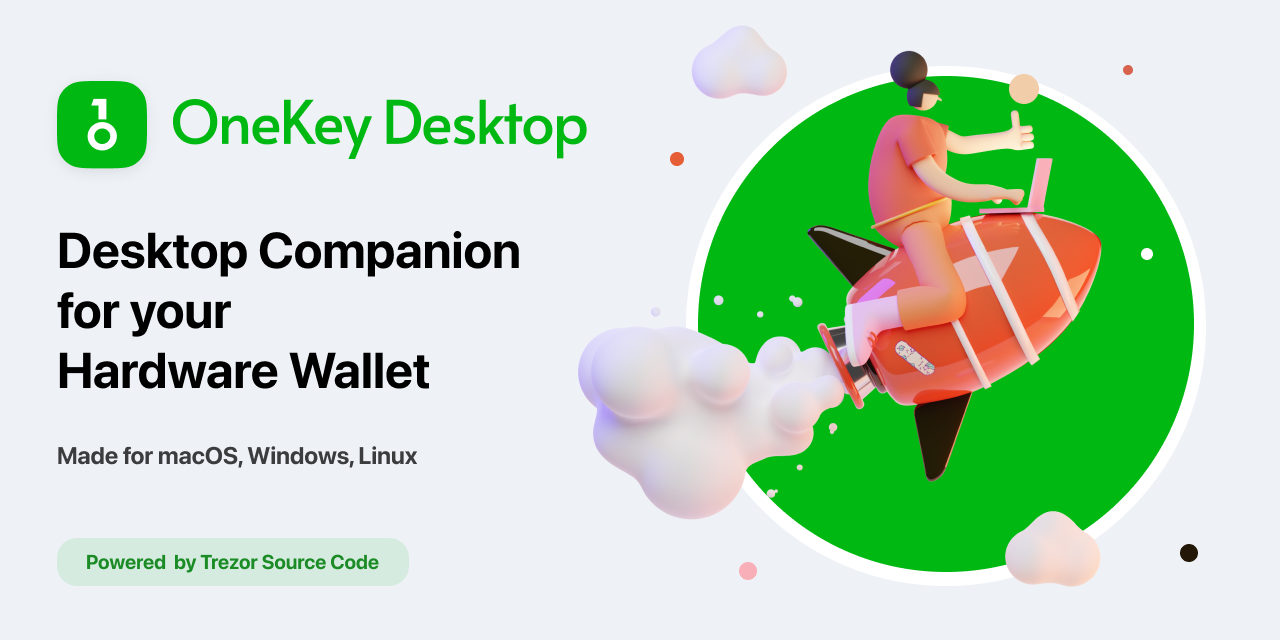 OneKey Desktop
Desktop Companion
for your
Hardware Wallet
Made for macOS, Windows, Linux
Powered by Trezor Source Code